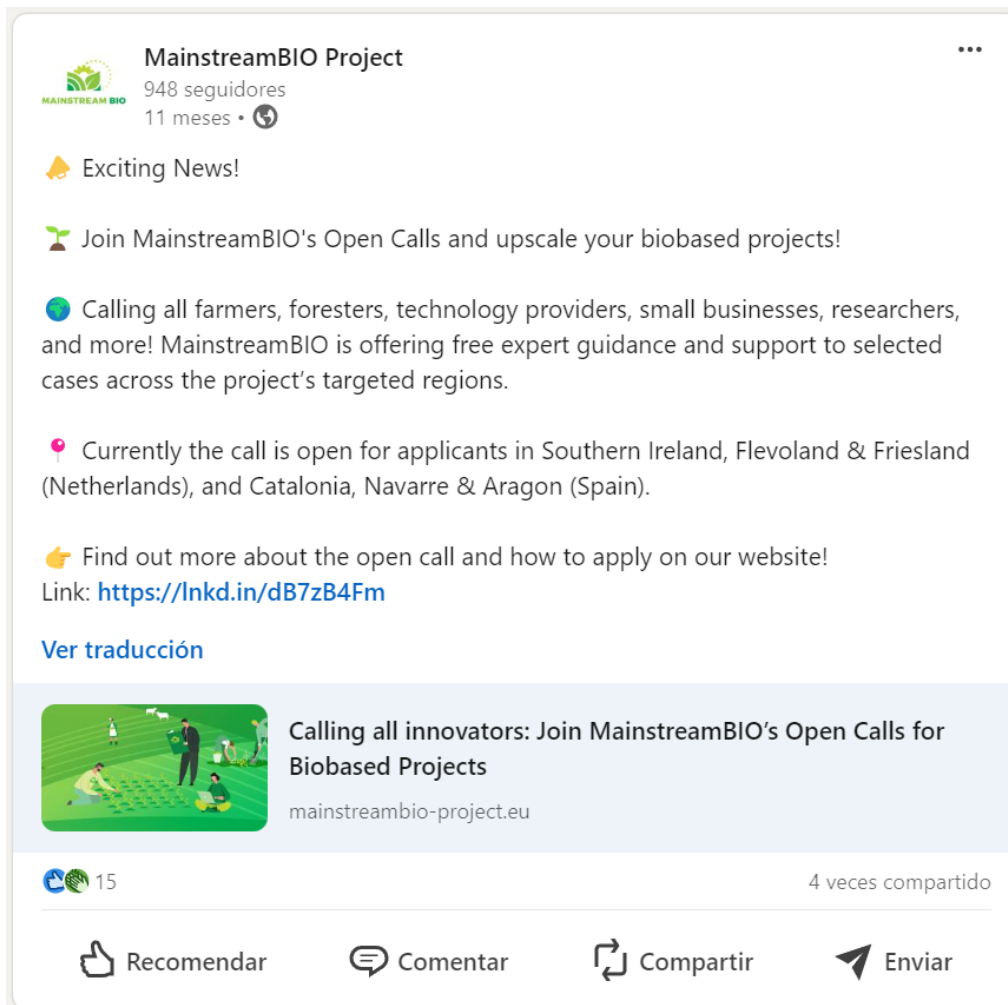 MAINSTREAM BIO
MainstreamBIO Project
948 seguidores
11 meses •
Exciting News!
Join MainstreamBIO's Open Calls and upscale your biobased projects!
Calling all farmers, foresters, technology providers, small businesses, researchers,
and more! MainstreamBIO is offering free expert guidance and support to selected
cases across the project’s targeted regions.
Currently the call is open for applicants in Southern Ireland, Flevoland & Friesland
(Netherlands), and Catalonia, Navarre & Aragon (Spain).
Find out more about the open call and how to apply on our website!
Link: https://lnkd.in/dB7zB4Fm
Ver traducción
Calling all innovators: Join MainstreamBIO’s Open Calls for
Biobased Projects
mainstreambio-project.eu
15
4 veces compartido
Recomendar
Comentar
Compartir
Enviar